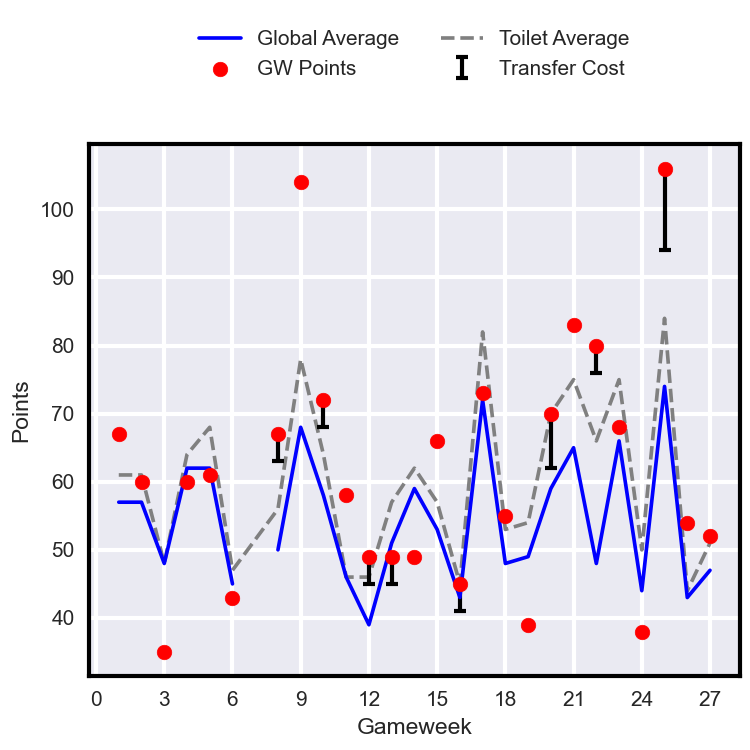 Global Average
Toilet Average
GW Points
Transfer Cost
100
90
80
70
60
50
40
Points
0 3 6 9 12 15 18 21 24 27
Gameweek